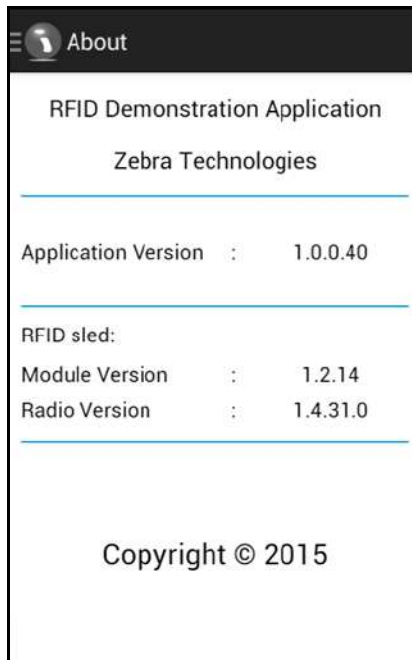 About
RFID Demonstration Application
Zebra Technologies
Application Version : 1.0.0.40
RFID sled:
Module Version : 1.2.14
Radio Version : 1.4.31.0
Copyright © 2015